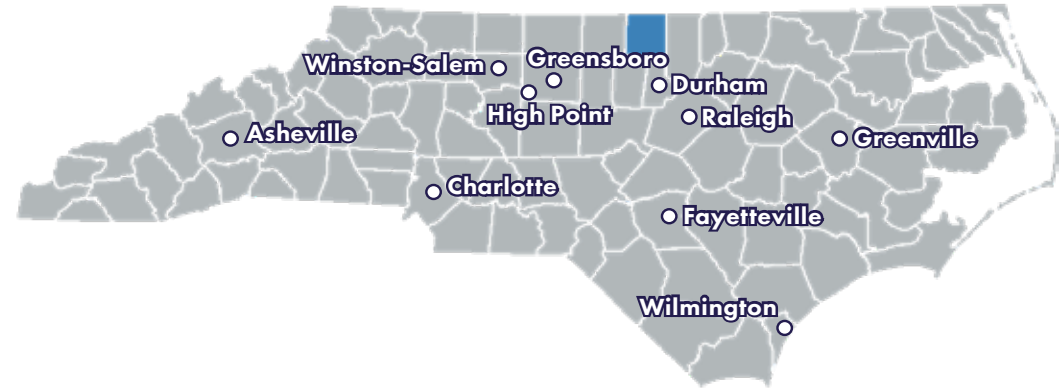 Greensboro
Winston-Salem
Durham
High Point
Raleigh
Asheville
Greenville
Charlotte
Fayetteville
Wilmington